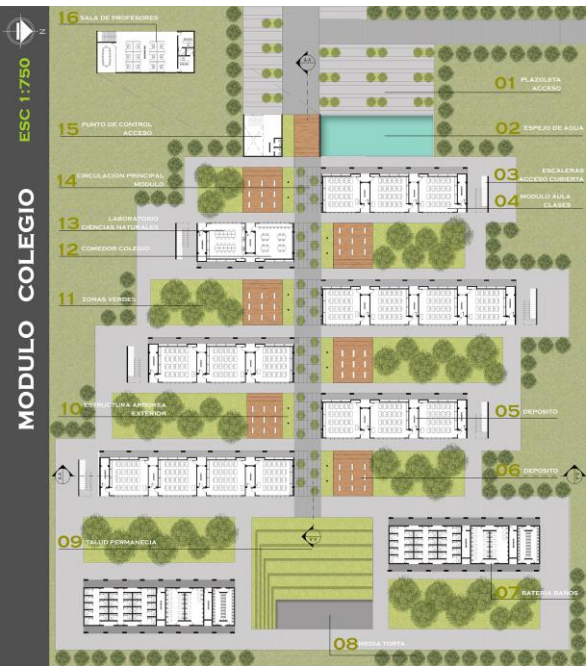 N
ESC 1:750
MODULO COLEGIO
16 SALA DE PROFESORES
01 PLAZOLETA
ACCESO
15 PUNTO DE CONTROL
ACCESO
02 ESPEJO DE AGUA
14 CIRCULACION PRINCIPAL
MODULO
03 ESCALERAS
ACCESO CUBIERTA
04 MODULO AULA
CLASES
13 LABORATORIO
CIENCIAS NATURALES
12 COMEDOR COLEGIO
11 ZONAS VERDES
10 ESTRUCTURA ARBOREA
EXTERIOR
05 DEPOSITO
06 DEPOSITO
09 TALUD PERMANECIA
07 BATERIA BAÑOS
08 MEDIA TORTA